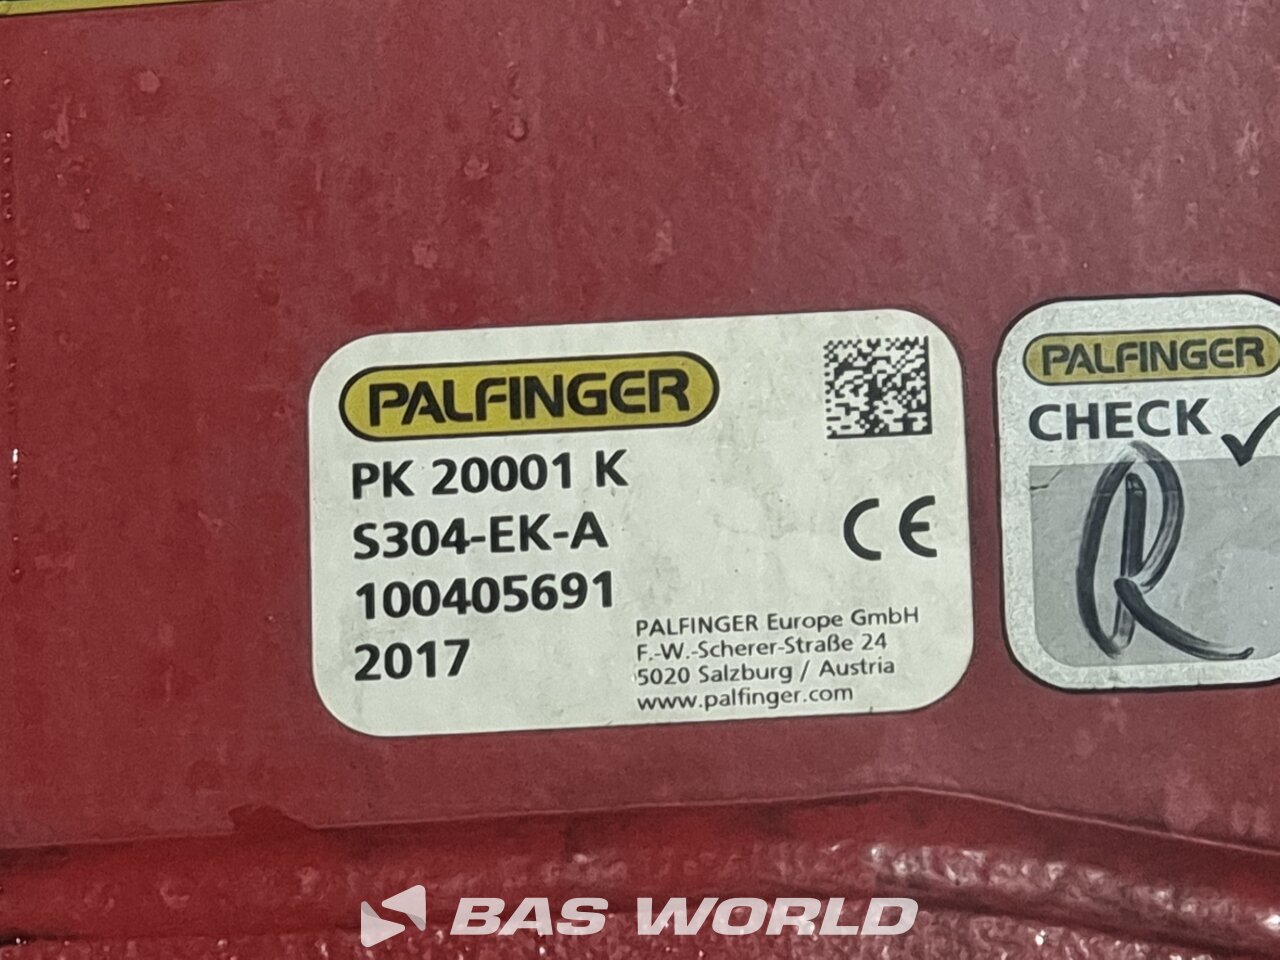 PALFINGER
PK 20001 K
S304-EK-A
100405691
2017
CE
PALFINGER Europe GmbH
F.-W.-Scherer-Straße 24
5020 Salzburg / Austria
www.palfinger.com
PALFINGER
CHECK
R
BAS WORLD